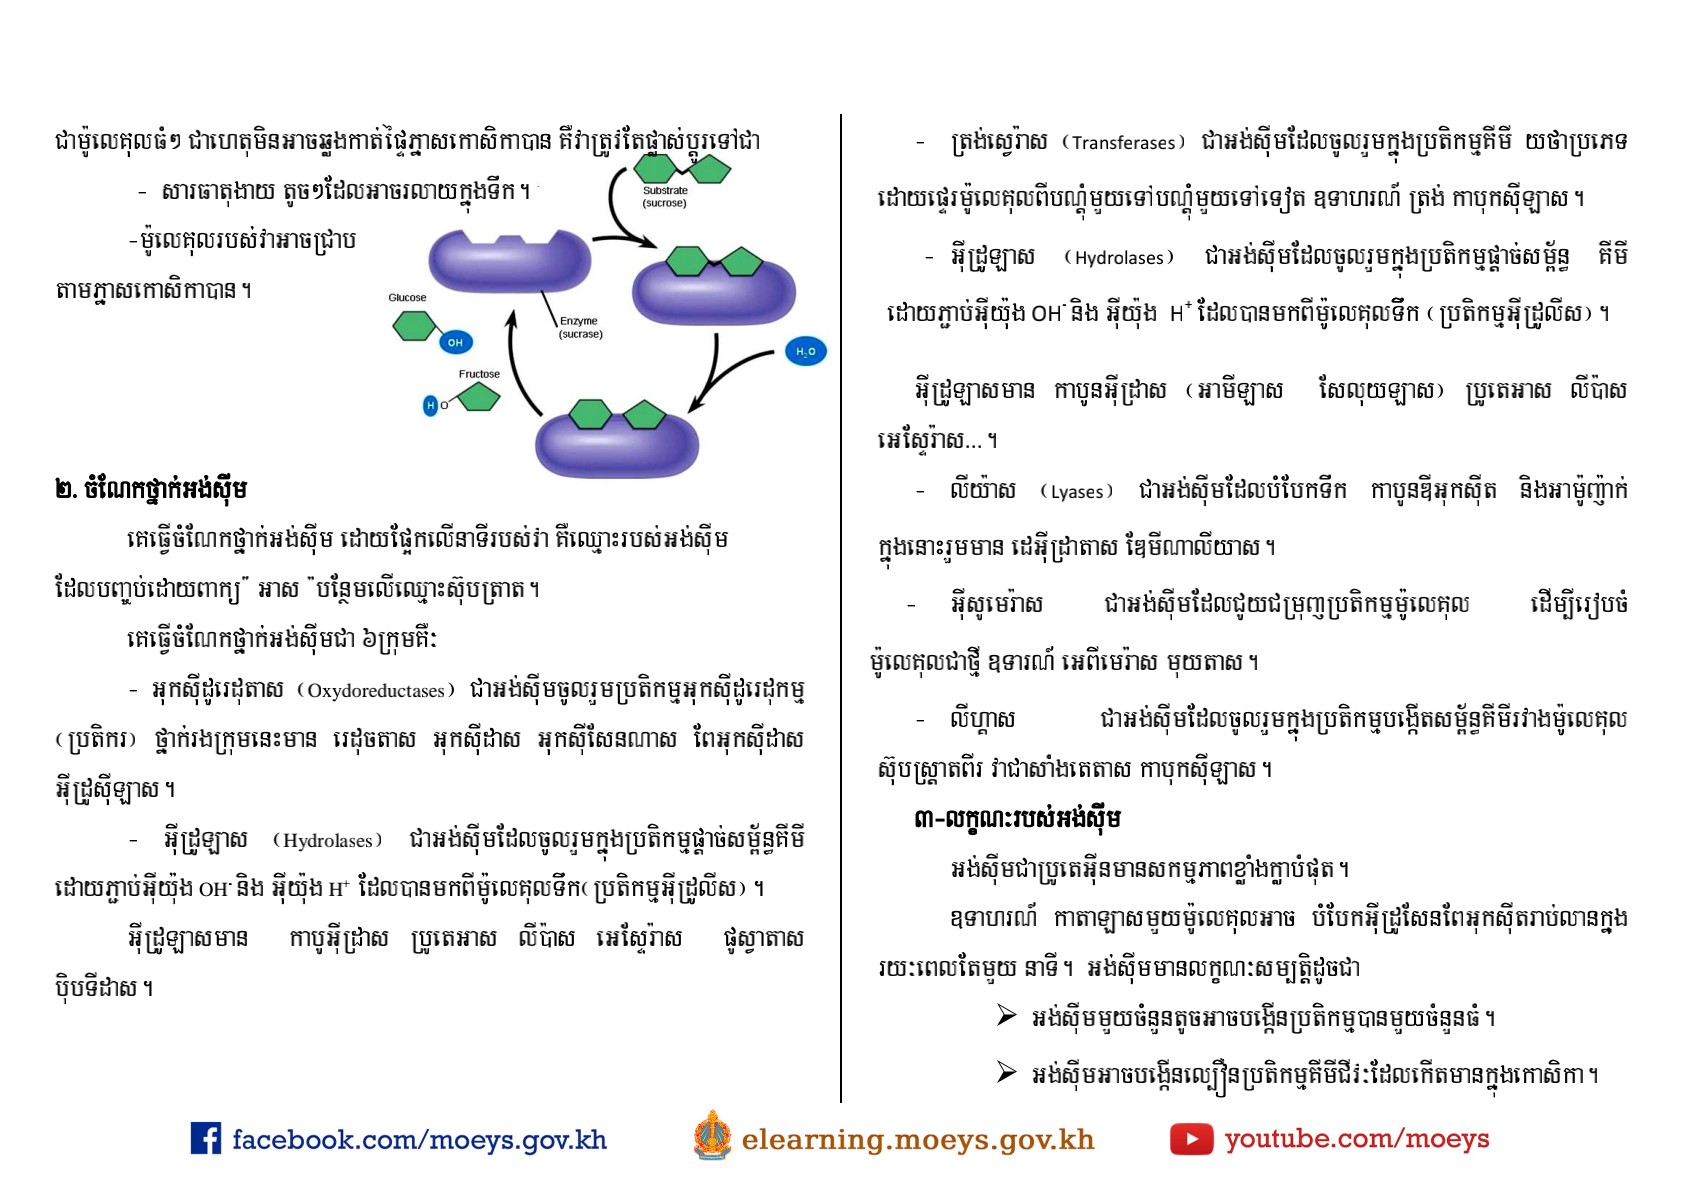 ជាម៉ូលេគុលធំៗ ជាហេតុមិនអាចឆ្លងកាត់ផ្ទៃភ្នាសកោសិកាបាន គឺវាត្រូវតែផ្លាស់ប្ដូរទៅជា
- សារធាតុងាយ តូចៗដែលអាចរលាយក្នុងទឹក។
-ម៉ូលេគុលរបស់វាអាចជ្រាប
តាមភ្នាសកោសិកាបាន។
Substrate
(sucrose)
Glucose
OH
Enzyme
(sucrase)
H2O
Fructose
H O
២. ចំណែកថ្នាក់អង់ស៊ីម
គេធ្វើចំណែកថ្នាក់អង់ស៊ីម ដោយផ្អែកលើនាទីរបស់វា គឺឈ្មោះរបស់អង់ស៊ីម
ដែលបញ្ចប់ដោយពាក្យ" អាស "បន្ថែមលើឈ្មោះស៊ុបត្រាត។
គេធ្វើចំណែកថ្នាក់អង់ស៊ីមជា ៦ក្រុមគឺៈ
- អុកស៊ីដូរេដុតាស (Oxydoreductases) ជាអង់ស៊ីមចូលរួមប្រតិកម្មអុកស៊ីដូរេដុកម្ម
(ប្រតិករ) ថ្នាក់រងក្រុមនេះមាន រេដុចតាស អុកស៊ីដាស អុកស៊ីសែនណាស ពែអុកស៊ីដាស
អ៊ីដ្រូស៊ីឡាស។
- អ៊ីដ្រូឡាស (Hydrolases) ជាអង់ស៊ីមដែលចូលរួមក្នុងប្រតិកម្មផ្ដាច់សម្ព័ន្ធគីមី
ដោយភ្ជាប់អ៊ីយ៉ុង OH- និង អ៊ីយ៉ុង H+ ដែលបានមកពីម៉ូលេគុលទឹក(ប្រតិកម្មអ៊ីដ្រូលីស)។
អ៊ីដ្រូឡាសមាន កាបូអ៊ីដ្រាស ប្រូតេអាស លីប៉ាស អេស្ទែរ៉ាស ផូស្វាតាស
ប៉ិបទីដាស។
- ត្រង់ស្វេរ៉ាស (Transferases) ជាអង់ស៊ីមដែលចូលរួមក្នុងប្រតិកម្មគីមី យថាប្រភេទ
ដោយផ្ទេរម៉ូលេគុលពីបណ្ដុំមួយទៅបណ្ដុំមួយទៅទៀត ឧទាហរណ៍ ត្រង់ កាបុកស៊ីឡាស។
- អ៊ីដ្រូឡាស (Hydrolases) ជាអង់ស៊ីមដែលចូលរួមក្នុងប្រតិកម្មផ្ដាច់សម្ព័ន្ធ គីមី
ដោយភ្ជាប់អ៊ីយ៉ុង OH- និង អ៊ីយ៉ុង H+ ដែលបានមកពីម៉ូលេគុលទឹក (ប្រតិកម្មអ៊ីដ្រូលីស)។
អ៊ីដ្រូឡាសមាន កាបូនអ៊ីដ្រាស (អាមីឡាស សែលុយឡាស) ប្រូតេអាស លីប៉ាស
អេស្ទែរ៉ាស...។
- លីយ៉ាស (Lyases) ជាអង់ស៊ីមដែលបំបែកទឹក កាបូនឌីអុកស៊ីត និងអាម៉ូញ៉ាក់
ក្នុងនោះរួមមាន ដេអ៊ីដ្រាតាស ឌែមីណាលីយាស។
- អ៊ីសូមេរ៉ាស ជាអង់ស៊ីមដែលជួយជម្រុញប្រតិកម្មម៉ូលេគុល ដើម្បីរៀបចំ
ម៉ូលេគុលជាថ្មី ឧទារណ៍ អេពីមេរ៉ាស មុយតាស។
- លីហ្គាស ជាអង់ស៊ីមដែលចូលរួមក្នុងប្រតិកម្មបង្កើតសម្ព័ន្ធគីមីរវាងម៉ូលេគុល
ស៊ុបស្ត្រាតពីរ វាជាសាំងតេតាស កាបុកស៊ីឡាស។
៣-លក្ខណៈរបស់អង់ស៊ីម
អង់ស៊ីមជាប្រូតេអ៊ីនមានសកម្មភាពខ្លាំងក្លាបំផុត។
ឧទាហរណ៍ កាតាឡាសមួយម៉ូលេគុលអាច បំបែកអ៊ីដ្រូសែនពែអុកស៊ីតរាប់លានក្នុង
រយៈពេលតែមួយ នាទី។ អង់ស៊ីមមានលក្ខណៈសម្បត្តិដូចជា
➢ អង់ស៊ីមមួយចំនួនតូចអាចបង្កើនប្រតិកម្មបានមួយចំនួនធំ។
➢ អង់ស៊ីមអាចបង្កើនល្បឿនប្រតិកម្មគីមីជីវៈដែលកើតមានក្នុងកោសិកា។
facebook.com/moeys.gov.kh elearning.moeys.gov.kh youtube.com/moeys